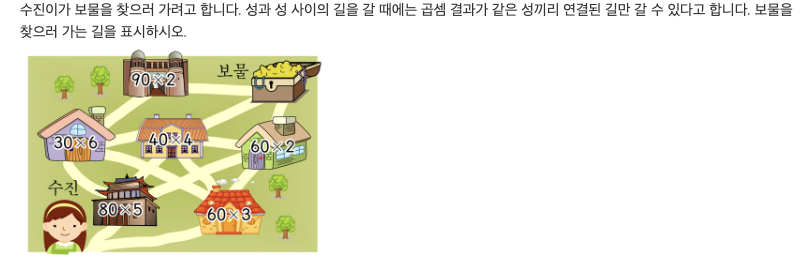 수진이가 보물을 찾으러 가려고 합니다. 성과 성 사이의 길을 갈 때에는 곱셈 결과가 같은 성끼리 연결된 길만 갈 수 있다고 합니다. 보물을
찾으러 가는 길을 표시하시오.
90×2
보물
30×6
40×4
60×2
수진
80×5
60×3